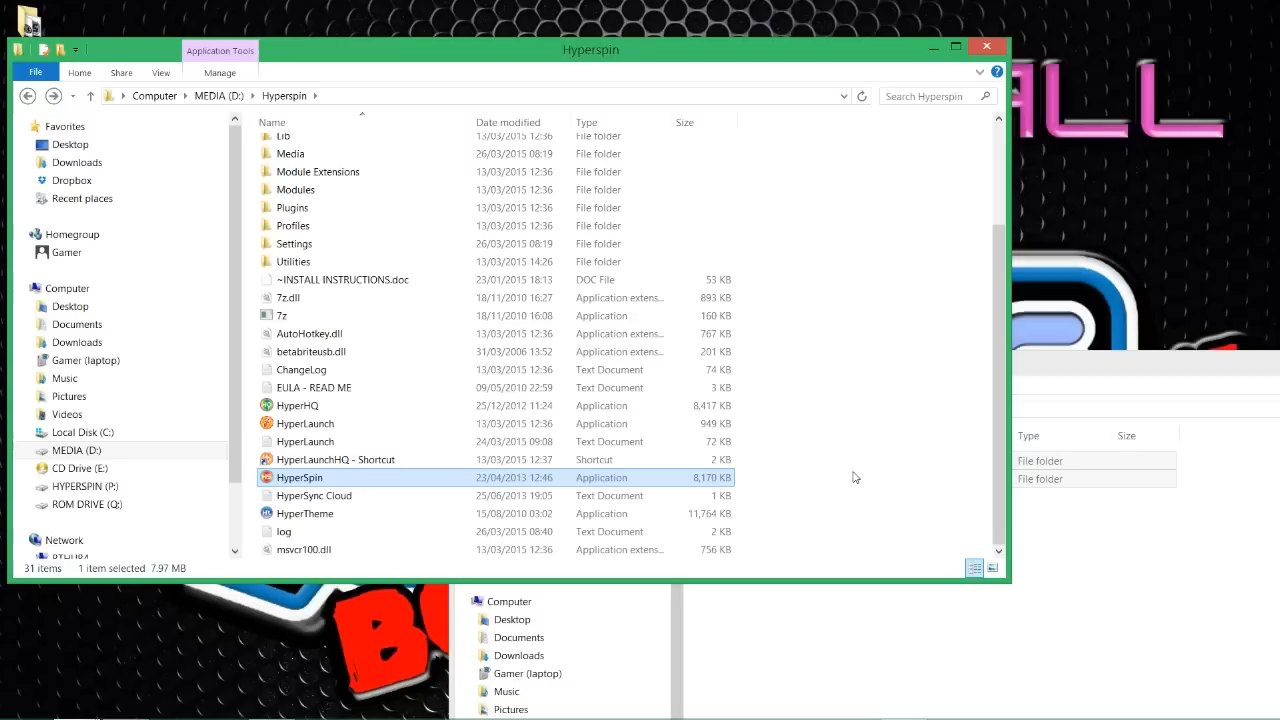 Application Tools
Hyperspin
File Home Share View Manage
Computer MEDIA (D:) Hyperspin
Search Hyperspin
Name Date modified Type Size
Favorites
Desktop
Downloads
Dropbox
Recent places
Homegroup
Gamer
Computer
Desktop
Documents
Downloads
Gamer (laptop)
Music
Pictures
Videos
Local Disk (C:)
MEDIA (D:)
CD Drive (E:)
HYPERSPIN (P:)
ROM DRIVE (Q:)
Network
Lib 13/03/2015 12:36 File folder
Media 26/03/2015 08:19 File folder
Module Extensions 13/03/2015 12:36 File folder
Modules 13/03/2015 12:36 File folder
Plugins 13/03/2015 12:36 File folder
Profiles 13/03/2015 12:36 File folder
Settings 26/03/2015 08:19 File folder
Utilities 13/03/2015 14:26 File folder
~INSTALL INSTRUCTIONS.doc 23/01/2015 18:13 DOC File 53 KB
7z.dll 18/11/2010 16:27 Application extens... 893 KB
7z 18/11/2010 16:08 Application 160 KB
AutoHotkey.dll 13/03/2015 12:36 Application extens... 767 KB
betabriteusb.dll 31/03/2006 13:52 Application extens... 201 KB
ChangeLog 13/03/2015 12:36 Text Document 74 KB
EULA - READ ME 09/05/2010 22:59 Text Document 3 KB
HyperHQ 25/12/2012 11:24 Application 8,417 KB
HyperLaunch 13/03/2015 12:36 Application 949 KB
HyperLaunch 24/03/2015 09:08 Text Document 72 KB
HyperLaunchHQ - Shortcut 13/03/2015 12:37 Shortcut 2 KB
HyperSpin 23/04/2013 12:46 Application 8,170 KB
HyperSync Cloud 25/06/2013 19:05 Text Document 1 KB
HyperTheme 15/08/2010 03:02 Application 11,764 KB
log 26/03/2015 08:40 Text Document 2 KB
msvcr100.dll 13/03/2015 12:36 Application extens... 756 KB
31 items 1 item selected 7.97 MB
ALL
Type Size
File folder
File folder
Computer
Desktop
Documents
Downloads
Gamer (laptop)
Music
Pictures